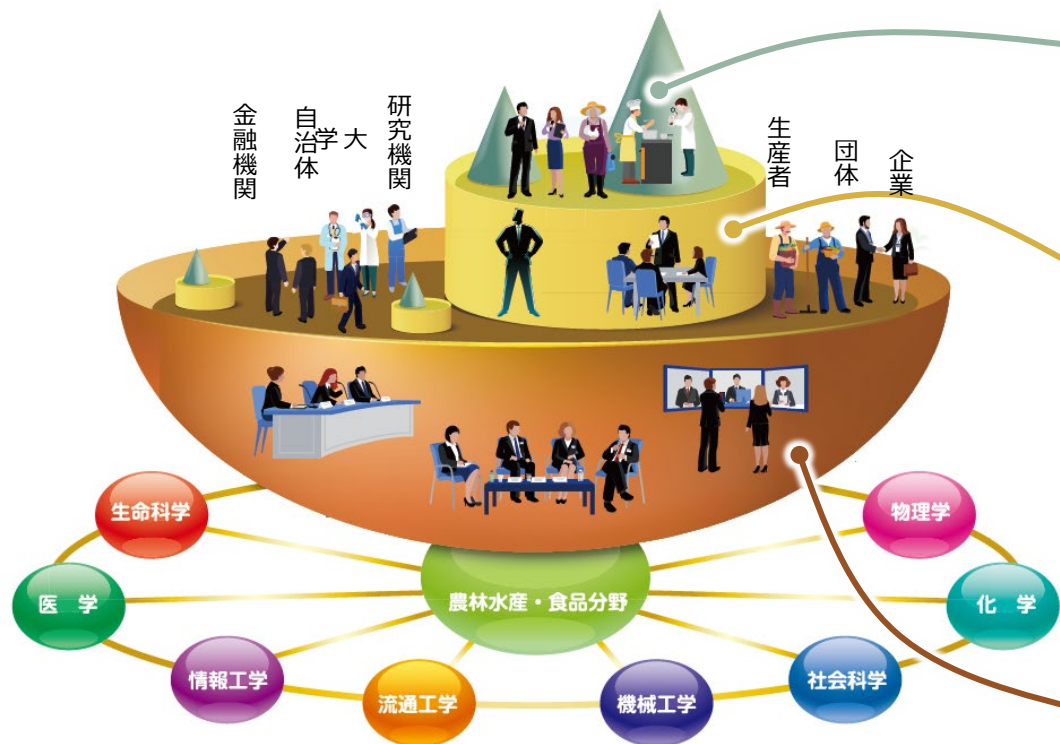 金融機関
自治体
大学
研究機関
生産者
団体
企業
生命科学
物理学
医 学
農林水産・食品分野
化 学
情報工学
社会科学
流通工学
機械工学